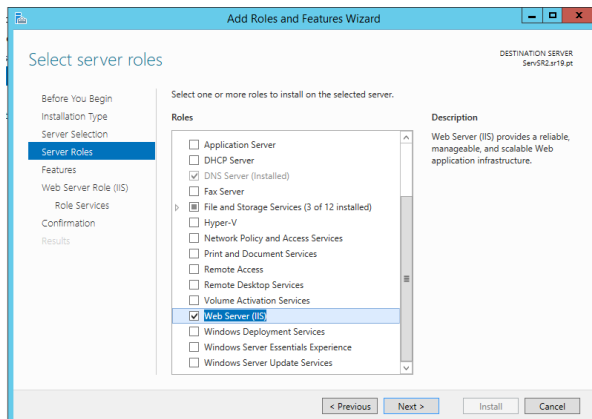 Add Roles and Features Wizard
Select server roles
DESTINATION SERVER
ServSR2.sr19.pt
Before You Begin
Installation Type
Server Selection
Server Roles
Features
Web Server Role (IIS)
Role Services
Confirmation
Results
Select one or more roles to install on the selected server.
Roles
Application Server
DHCP Server
DNS Server (Installed)
Fax Server
File and Storage Services (3 of 12 installed)
Hyper-V
Network Policy and Access Services
Print and Document Services
Remote Access
Remote Desktop Services
Volume Activation Services
Web Server (IIS)
Windows Deployment Services
Windows Server Essentials Experience
Windows Server Update Services
Description
Web Server (IIS) provides a reliable,
manageable, and scalable Web
application infrastructure.
< Previous
Next >
Install
Cancel